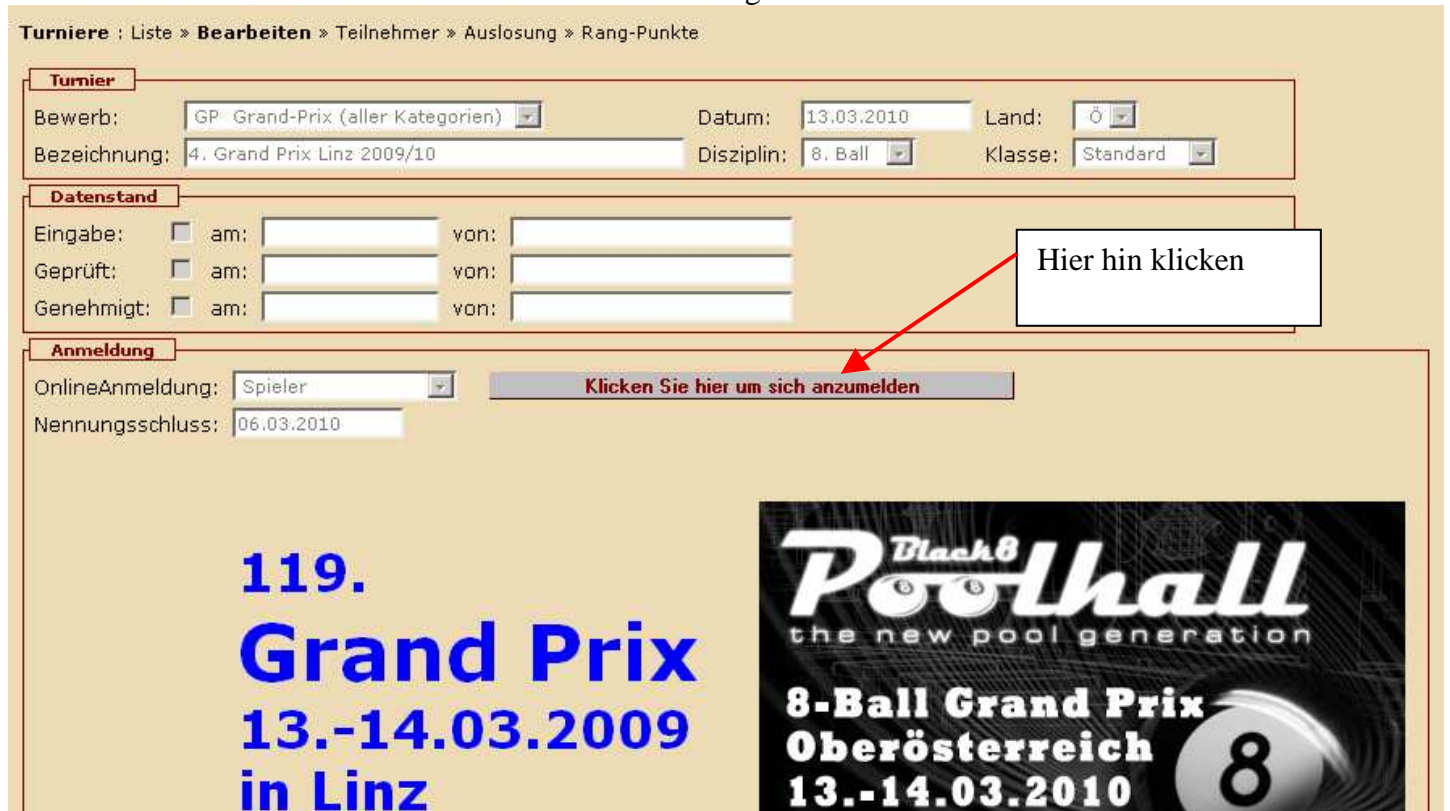 Turniere : Liste » Bearbeiten » Teilnehmer » Auslosung » Rang-Punkte
Turnier
Bewerb: GP Grand-Prix (aller Kategorien) Datum: 13.03.2010 Land: Ö
Bezeichnung: 4. Grand Prix Linz 2009/10 Disziplin: 8. Ball Klasse: Standard
Datenstand
Eingabe: am: von:
Geprüft: am: von:
Genehmigt: am: von:
Hier hin klicken
Anmeldung
OnlineAnmeldung: Spieler Klicken Sie hier um sich anzumelden
Nennungsschluss: 06.03.2010
119.
Grand Prix
13.-14.03.2009
in Linz
Black8
Poolhall
the new pool generation
8-Ball Grand Prix
Oberösterreich
13.-14.03.2010
8